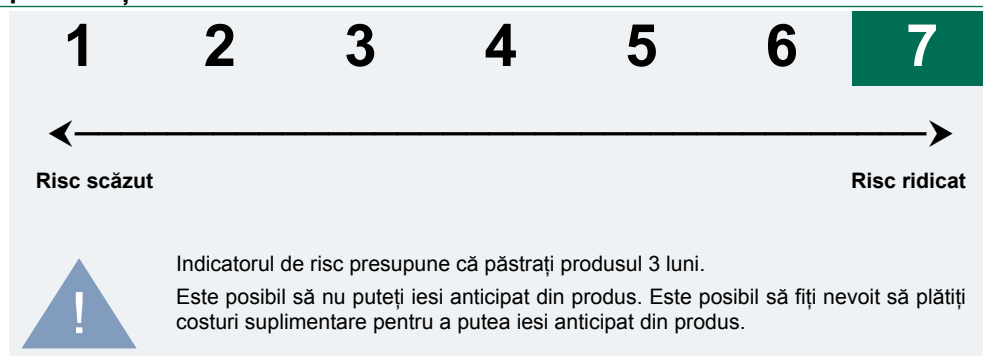 1 2 3 4 5 6 7
Risc scăzut Risc ridicat
Indicatorul de risc presupune că păstrați produsul 3 luni.
Este posibil să nu puteți iesi anticipat din produs. Este posibil să fiți nevoit să plătiți
costuri suplimentare pentru a putea iesi anticipat din produs.
!